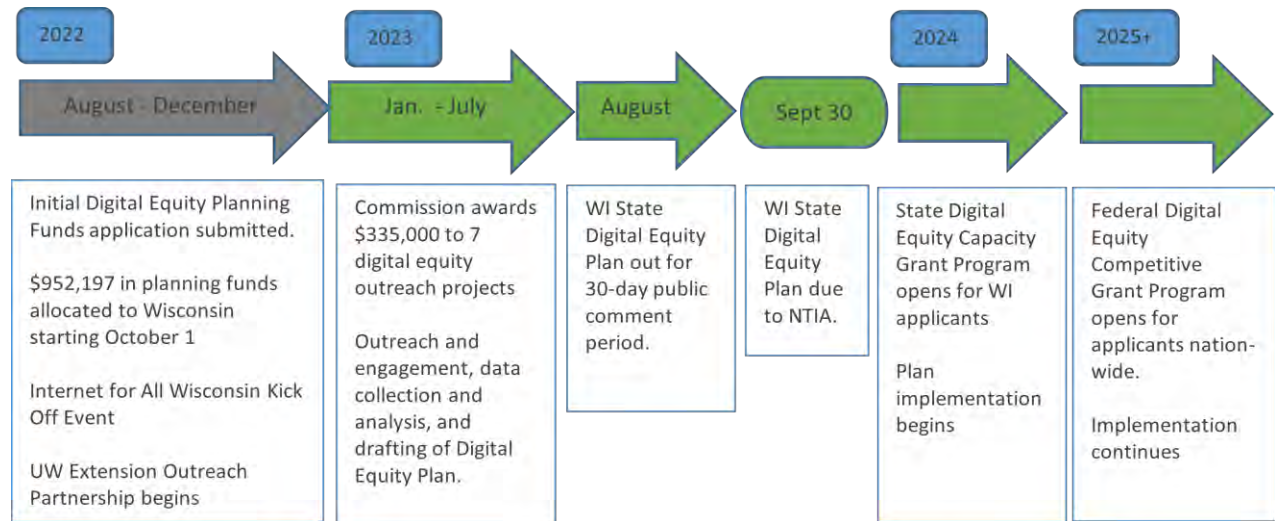 2022
2023
2024
2025+
August - December
Jan. - July
August
Sept 30
Initial Digital Equity Planning
Funds application submitted.
$952,197 in planning funds
allocated to Wisconsin
starting October 1
Internet for All Wisconsin Kick
Off Event
UW Extension Outreach
Partnership begins
Commission awards
$335,000 to 7
digital equity
outreach projects
Outreach and
engagement, data
collection and
analysis, and
drafting of Digital
Equity Plan.
WI State
Digital Equity
Plan out for
30-day public
comment
period.
WI State
Digital
Equity
Plan due
to NTIA.
State Digital
Equity Capacity
Grant Program
opens for WI
applicants
Plan
implementation
begins
Federal Digital
Equity
Competitive
Grant Program
opens for
applicants nation-
wide.
Implementation
continues